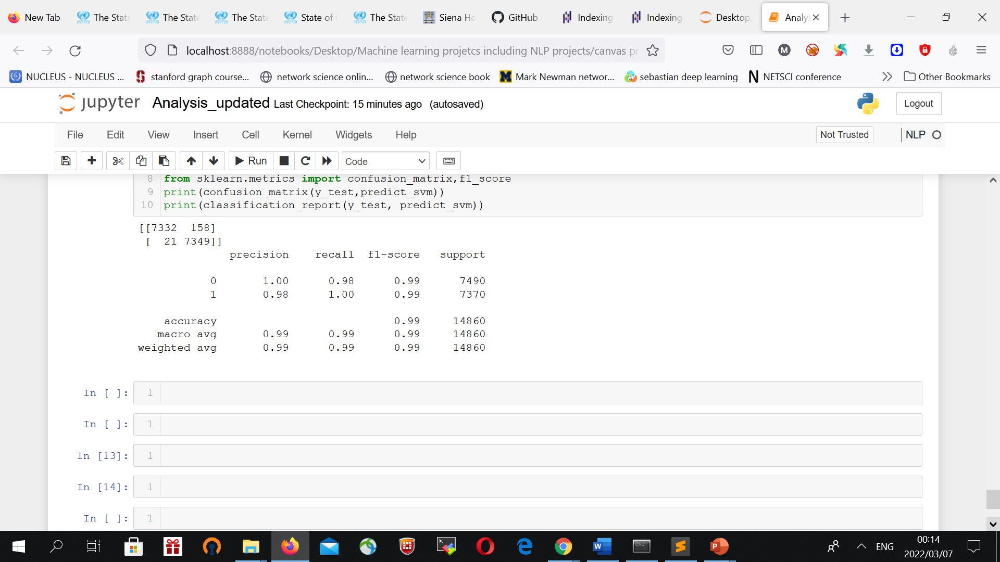 New Tab The State The State The State State of The State Siena Ho GitHub - Indexing Indexing Desktop/ Analys
localhost:8888/notebooks/Desktop/Machine learning projetcs including NLP projects/canvas pr
NUCLEUS - NUCLEUS ... stanford graph course... network science onlin... network science book Mark Newman networ... sebastian deep learning NETSCI conference Other Bookmarks
jupyter Analysis_updated Last Checkpoint: 15 minutes ago (autosaved) Logout
File Edit View Insert Cell Kernel Widgets Help Not Trusted NLP
Run Code
8 from sklearn.metrics import confusion_matrix,f1_score
9 print(confusion_matrix(y_test,predict_svm))
10 print(classification_report(y_test, predict_svm))
[[7332 158]
[ 21 7349]]
precision recall f1-score support
0 1.00 0.98 0.99 7490
1 0.98 1.00 0.99 7370
accuracy 0.99 14860
macro avg 0.99 0.99 0.99 14860
weighted avg 0.99 0.99 0.99 14860
In [ ]: 1
In [ ]: 1
In [13]: 1
In [14]: 1
In [ ]: 1
ENG 00:14
2022/03/07